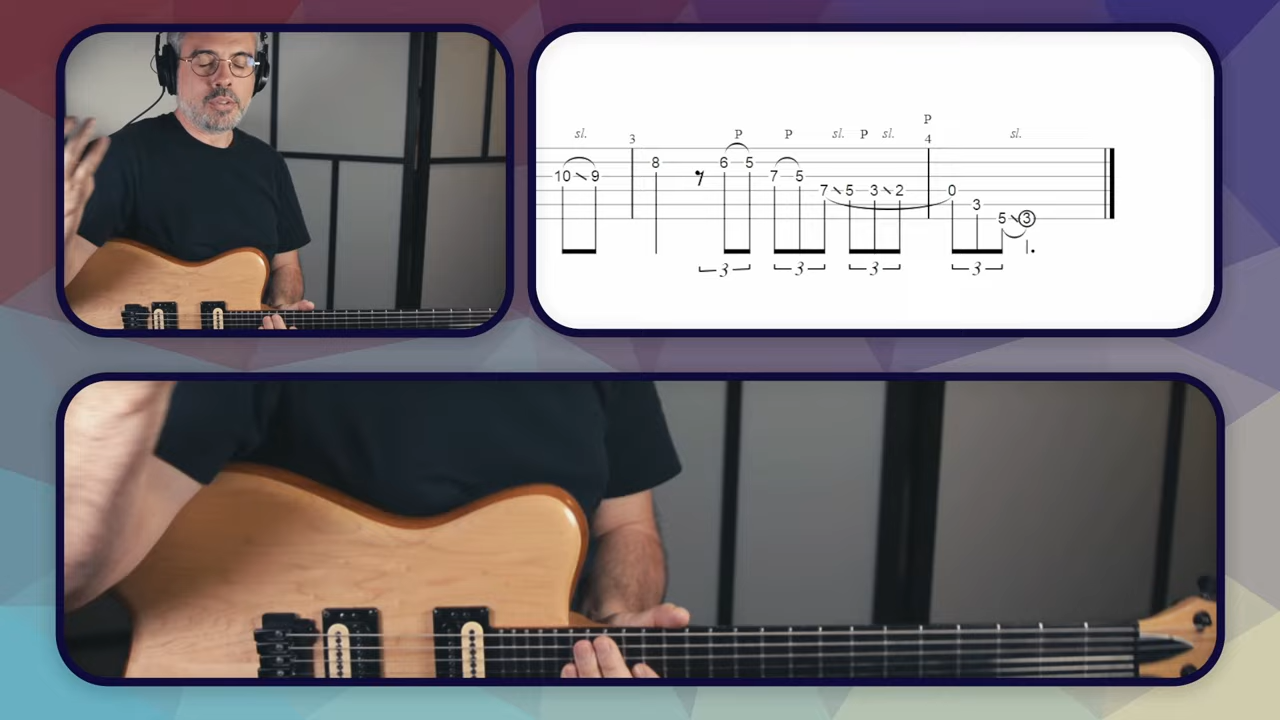 P
sl. 3 P P sl. P sl. 4 sl.
8 6 5
10 9 7 5
7 5 3 2 0
3
5 3
3 3 3 3